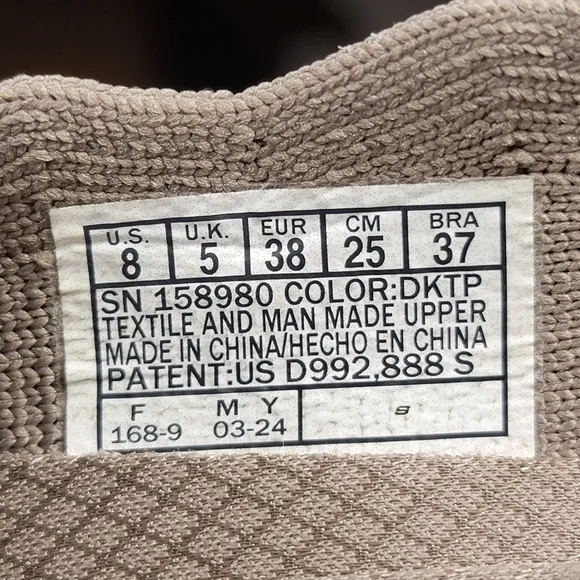 U.S. U.K. EUR CM BRA
8 5 38 25 37
SN 158980 COLOR:DKTP
TEXTILE AND MAN MADE UPPER
MADE IN CHINA/HECHO EN CHINA
PATENT:US D992,888 S
F M Y
168-9 03-24
S